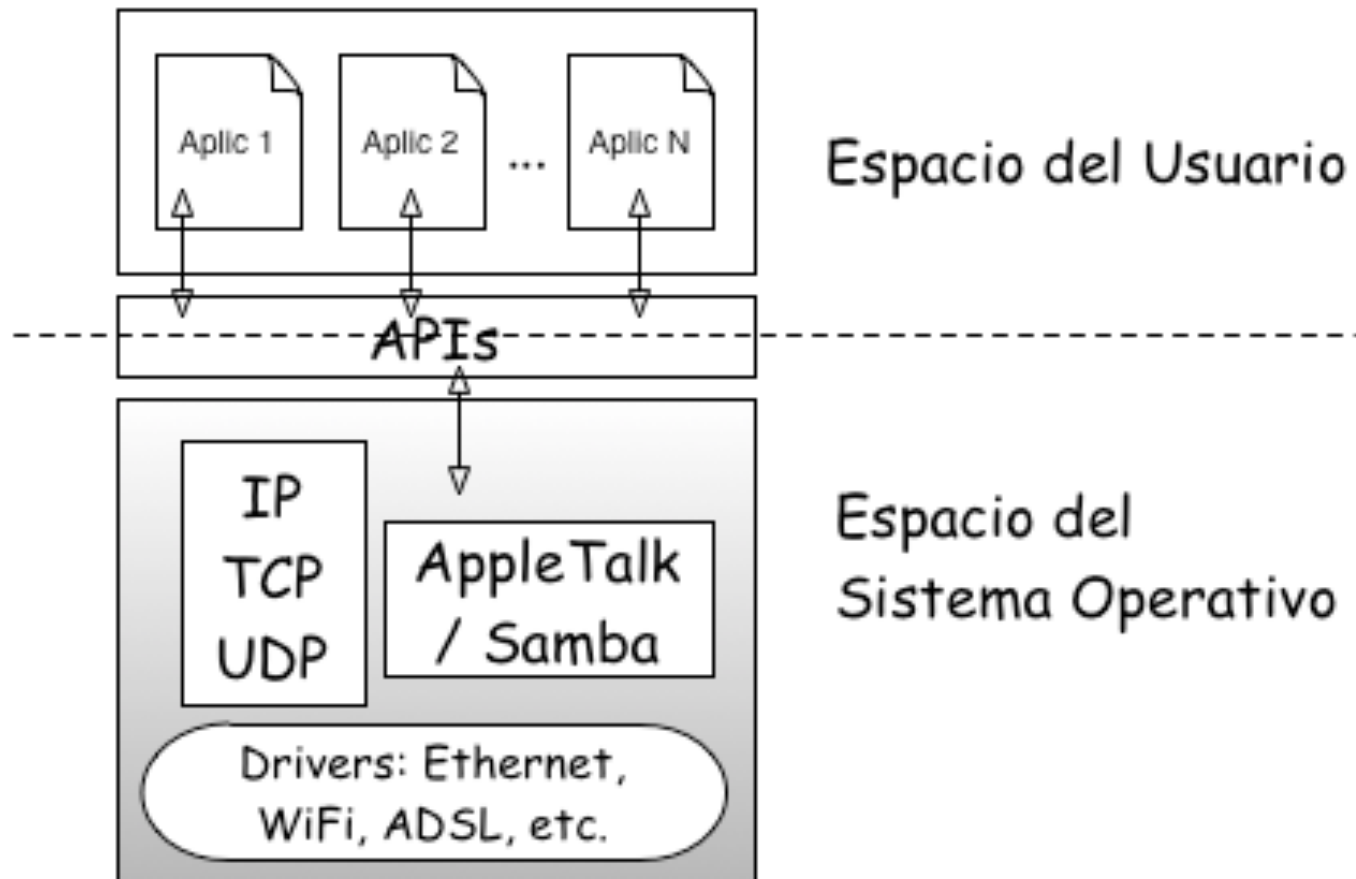 Aplic 1
Aplic 2
...
Aplic N
Espacio del Usuario
APIs
IP
TCP
UDP
AppleTalk
/ Samba
Espacio del
Sistema Operativo
Drivers: Ethernet,
WiFi, ADSL, etc.